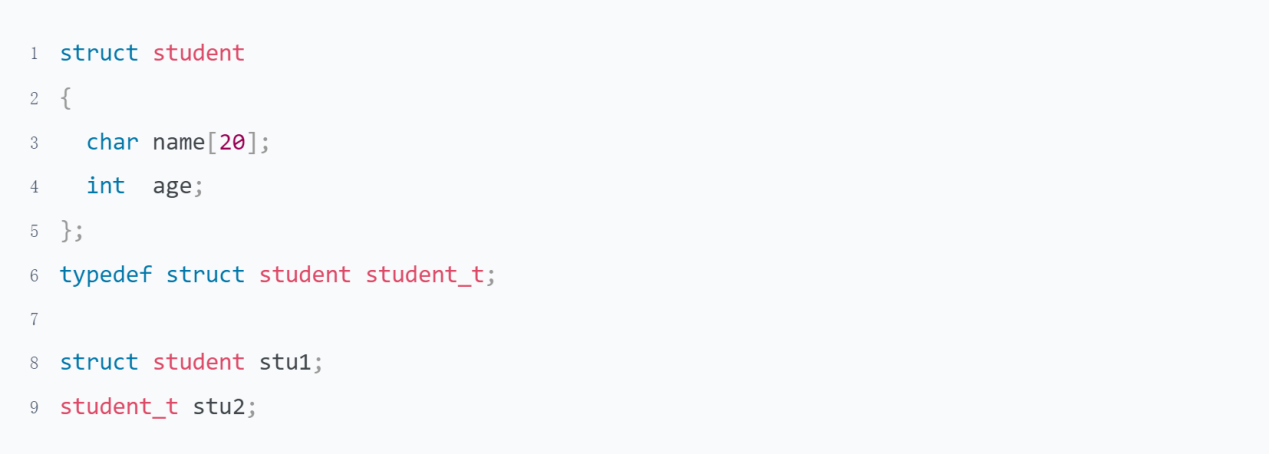 1 struct student
2 {
3   char name[20];
4   int  age;
5 };
6 typedef struct student student_t;
7
8 struct student stu1;
9 student_t stu2;